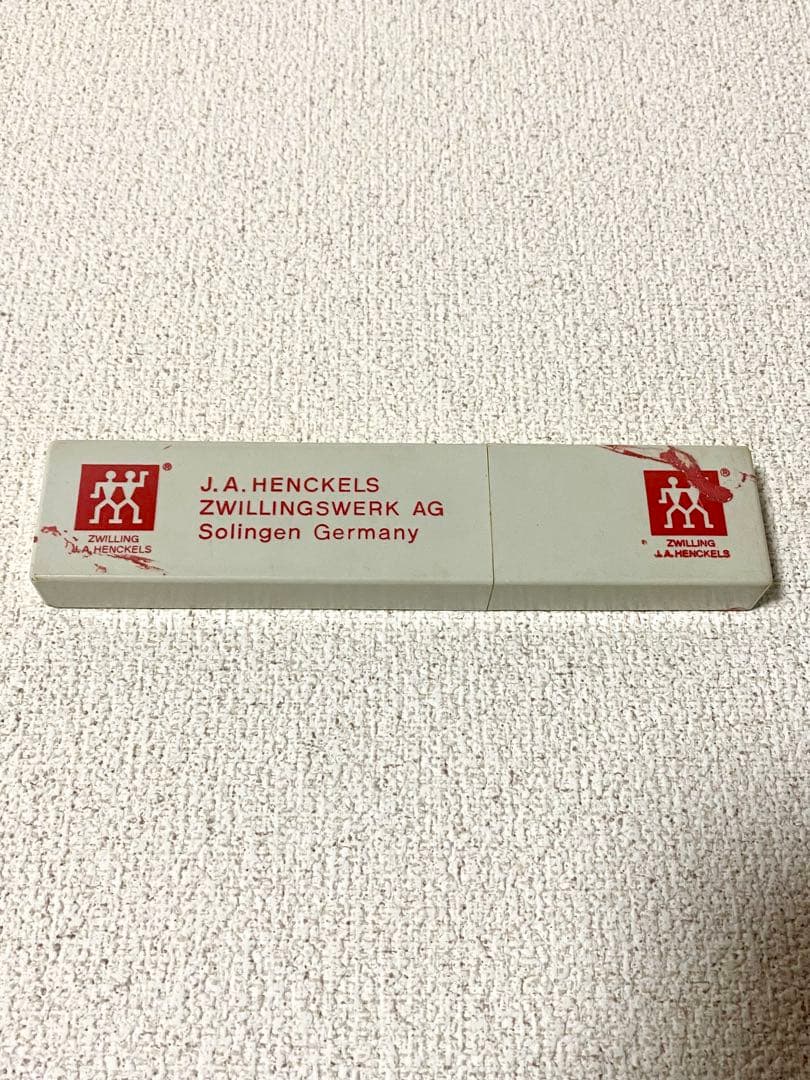 ®
ZWILLING
J.A.HENCKELS
J.A.HENCKELS
ZWILLINGSWERK AG
Solingen Germany
®
ZWILLING
J.A.HENCKELS